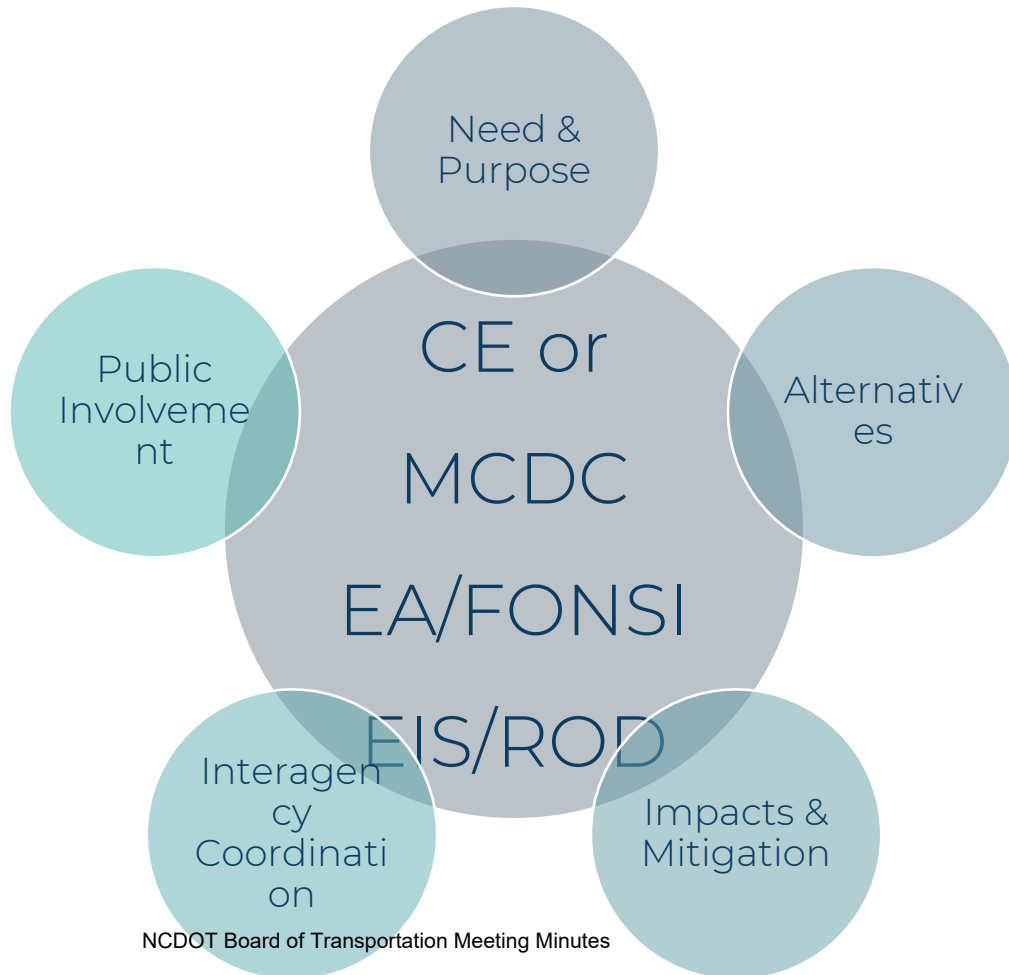 Need &
Purpose
Public
Involveme
nt
CE or
MCDC
EA/FONSI
EIS/ROD
Alternativ
es
Interagen
cy
Coordinati
on
Impacts &
Mitigation
NCDOT Board of Transportation Meeting Minutes